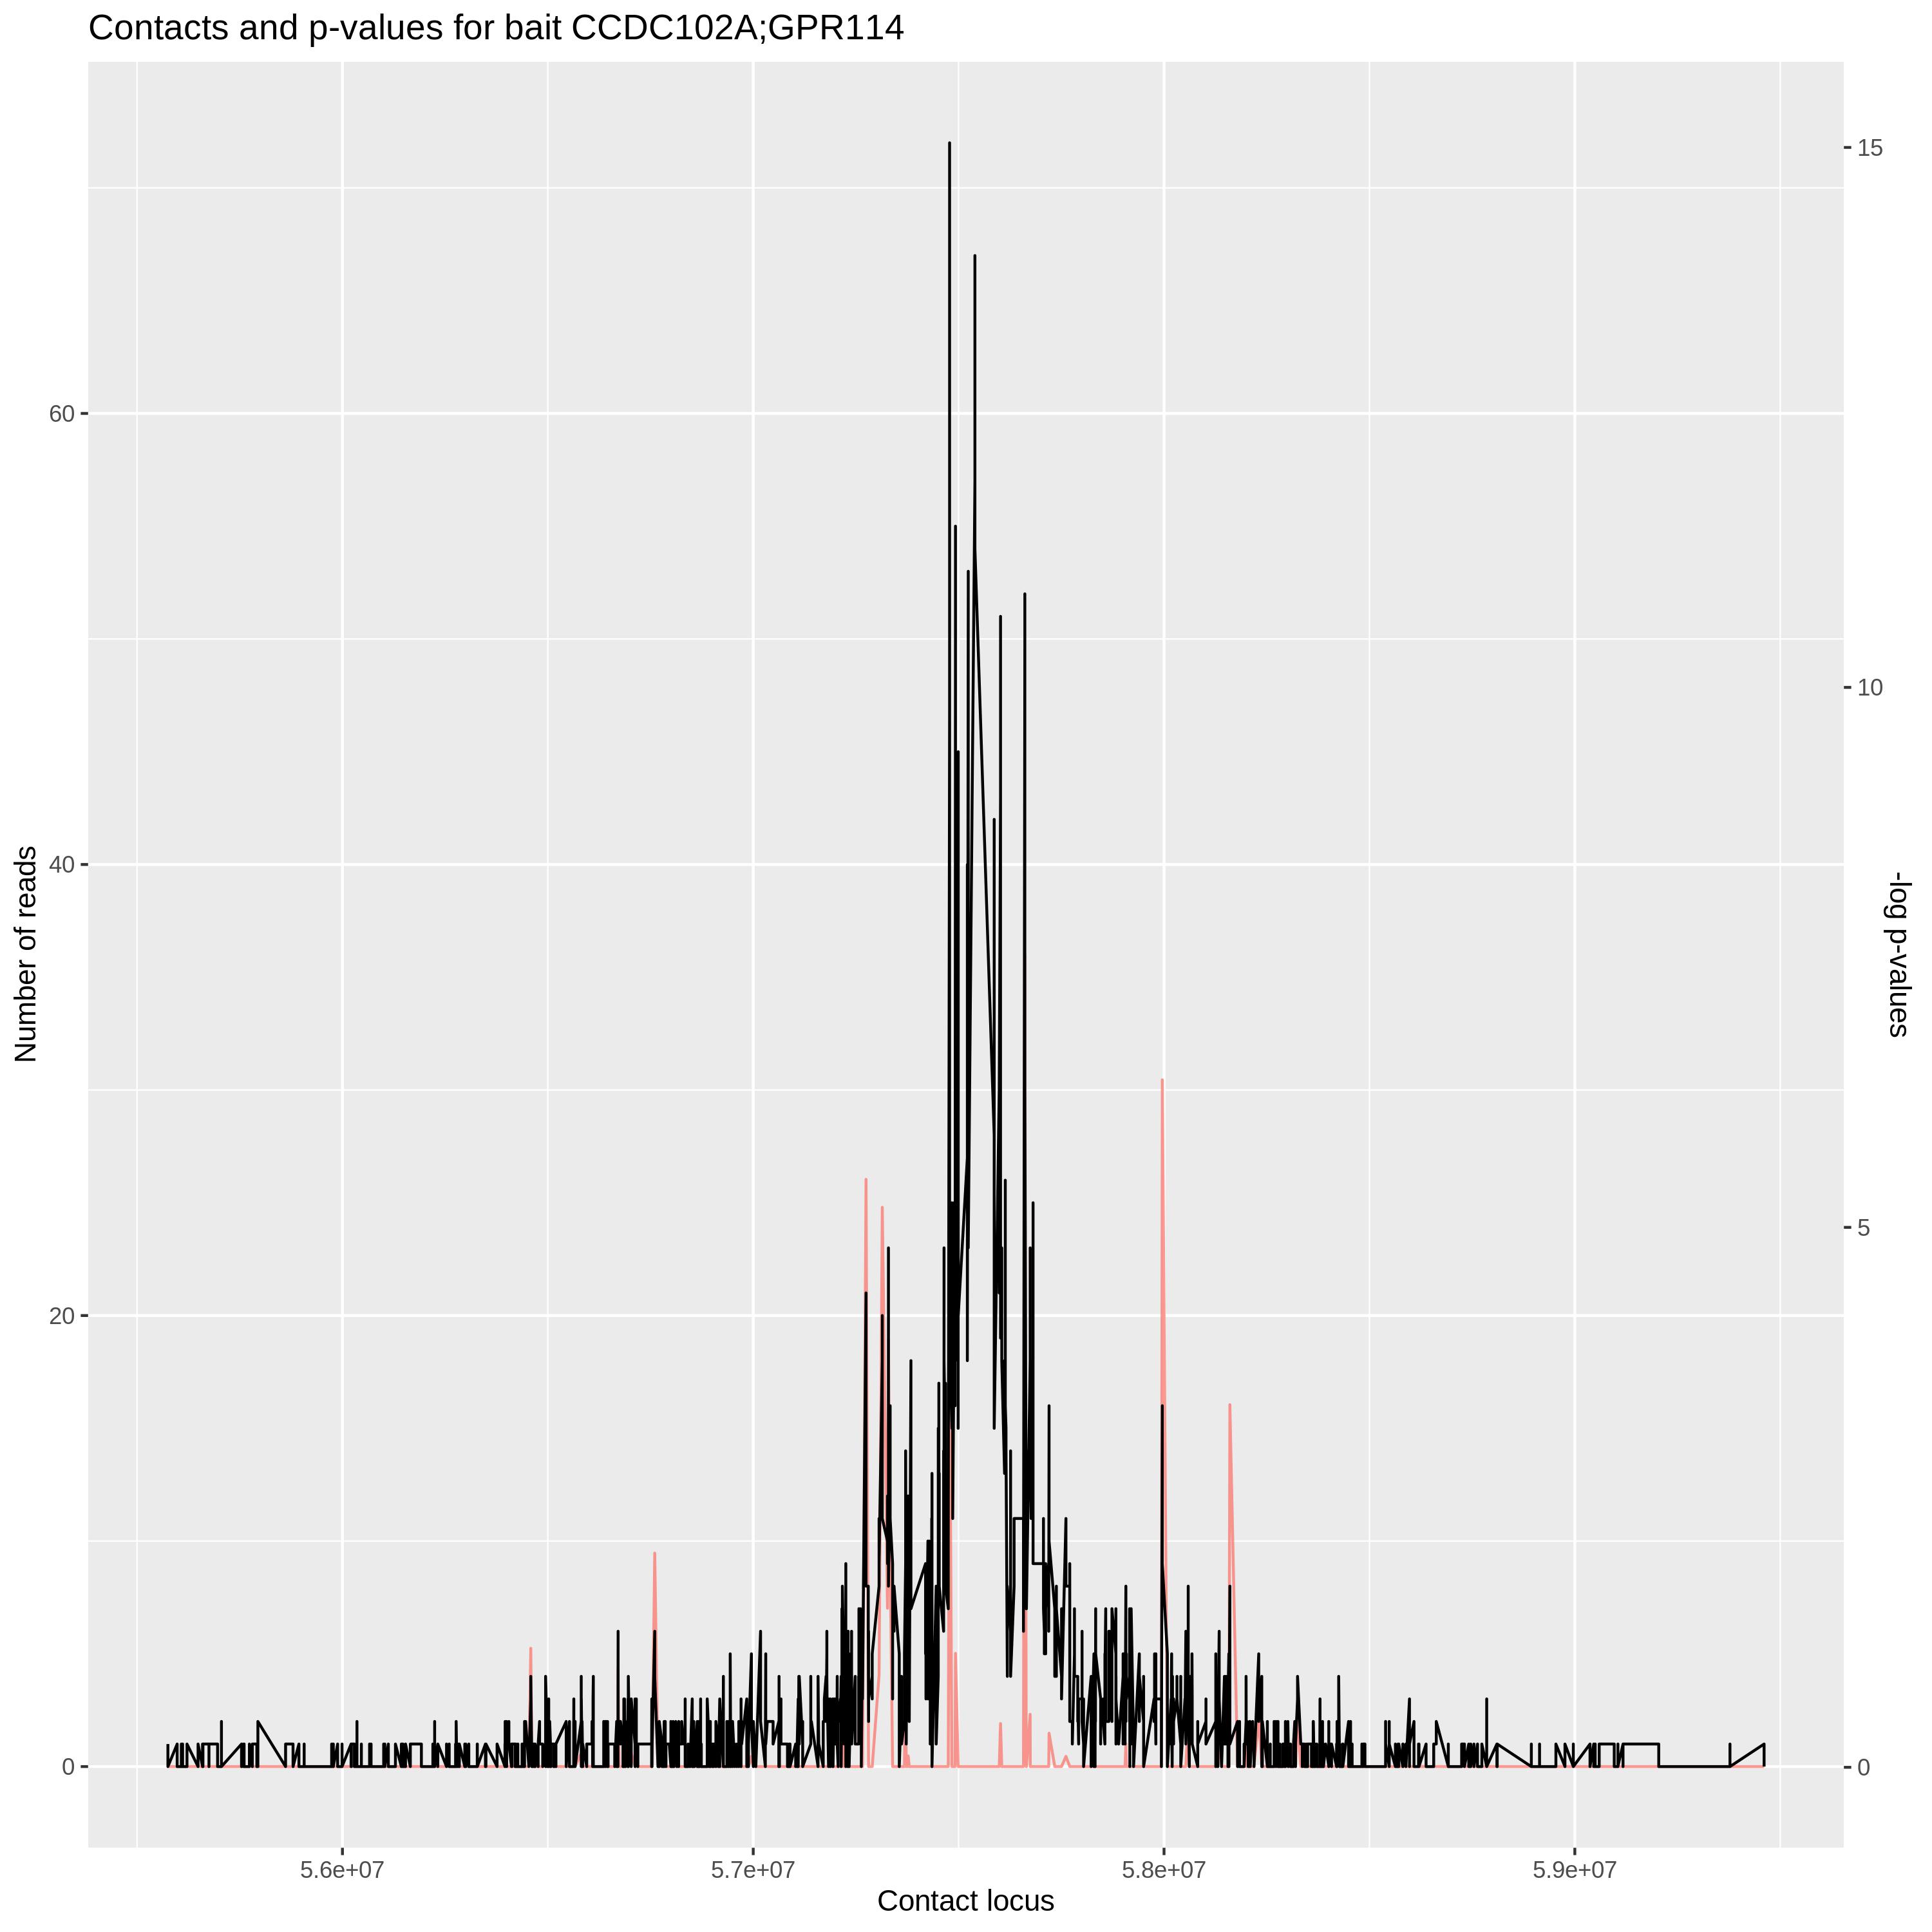 Contacts and p-values for bait CCDC102A;GPR114
15
60
10
40
Number of reads
-log p-values
5
20
0
0
5.6e+07
5.7e+07
5.8e+07
5.9e+07
Contact locus